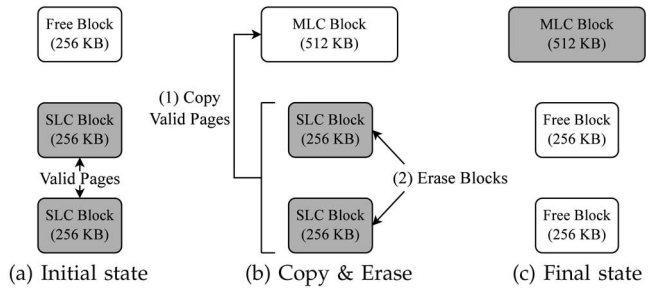 Free Block
(256 KB)
SLC Block
(256 KB)
Valid Pages
SLC Block
(256 KB)
(a) Initial state
MLC Block
(512 KB)
(1) Copy
Valid Pages
SLC Block
(256 KB)
(2) Erase Blocks
SLC Block
(256 KB)
(b) Copy & Erase
MLC Block
(512 KB)
Free Block
(256 KB)
Free Block
(256 KB)
(c) Final state